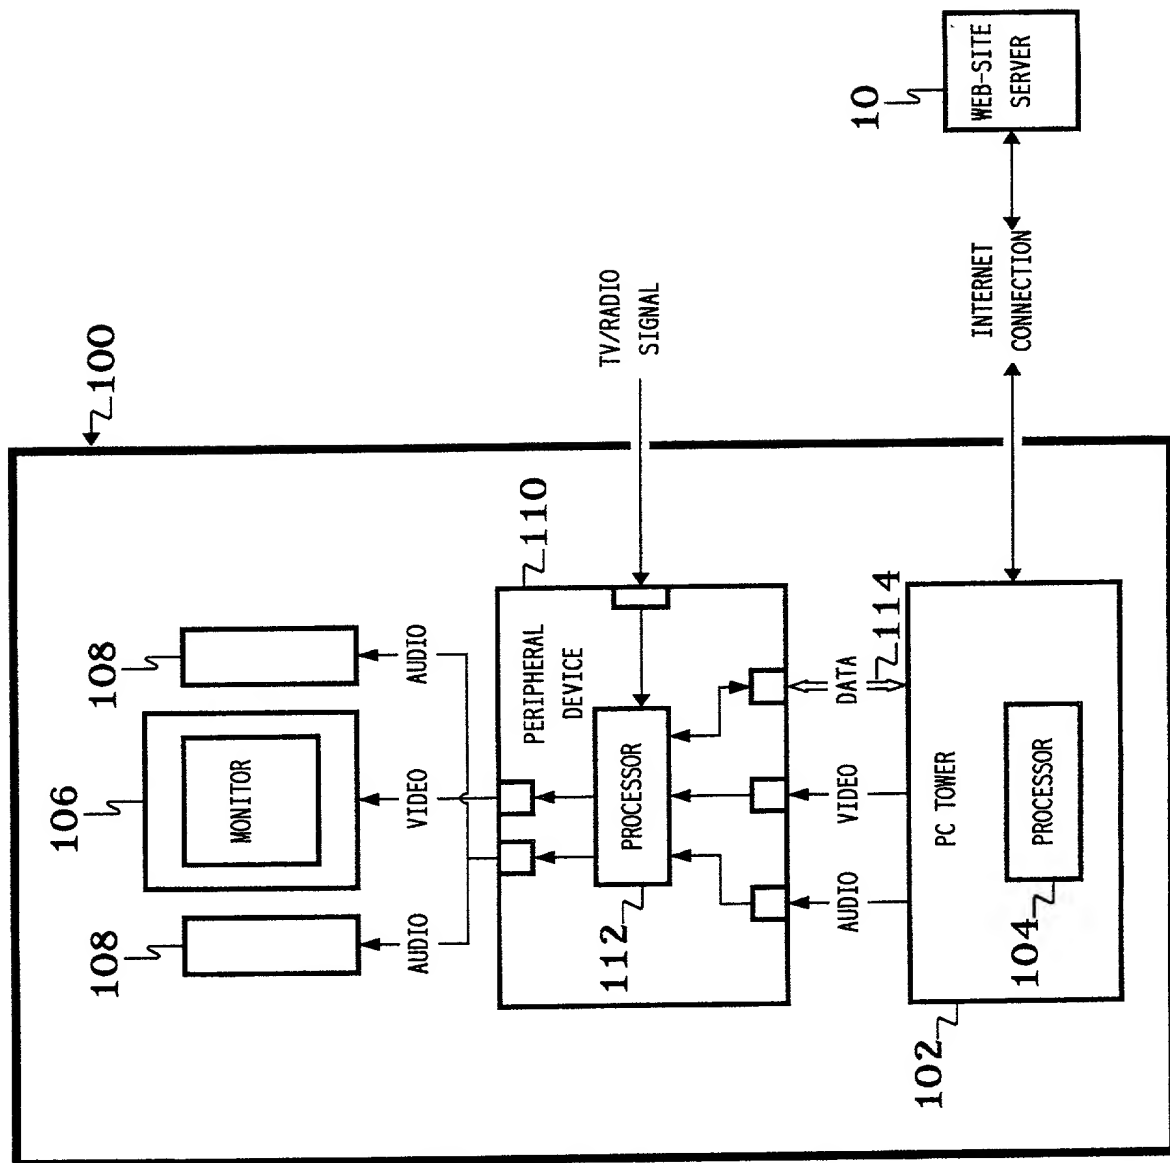 100
108
106
108
MONITOR
AUDIO
VIDEO
AUDIO
110
PERIPHERAL
DEVICE
PROCESSOR
112
TV/RADIO
SIGNAL
AUDIO
VIDEO
DATA
114
102
PC TOWER
PROCESSOR
104
INTERNET
CONNECTION
10
WEB-SITE
SERVER